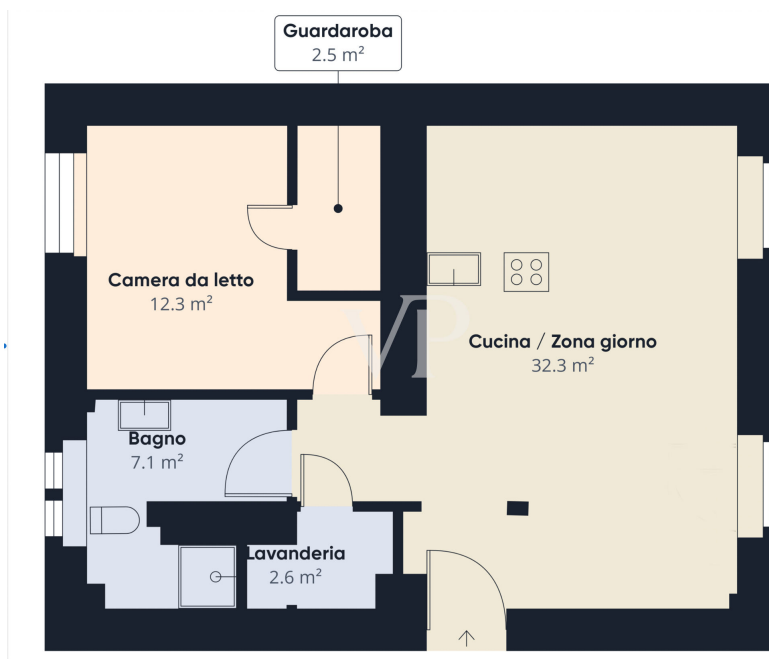 Guardaroba
2.5 m²
Camera da letto
12.3 m²
VP
Cucina / Zona giorno
32.3 m²
Bagno
7.1 m²
Lavanderia
2.6 m²